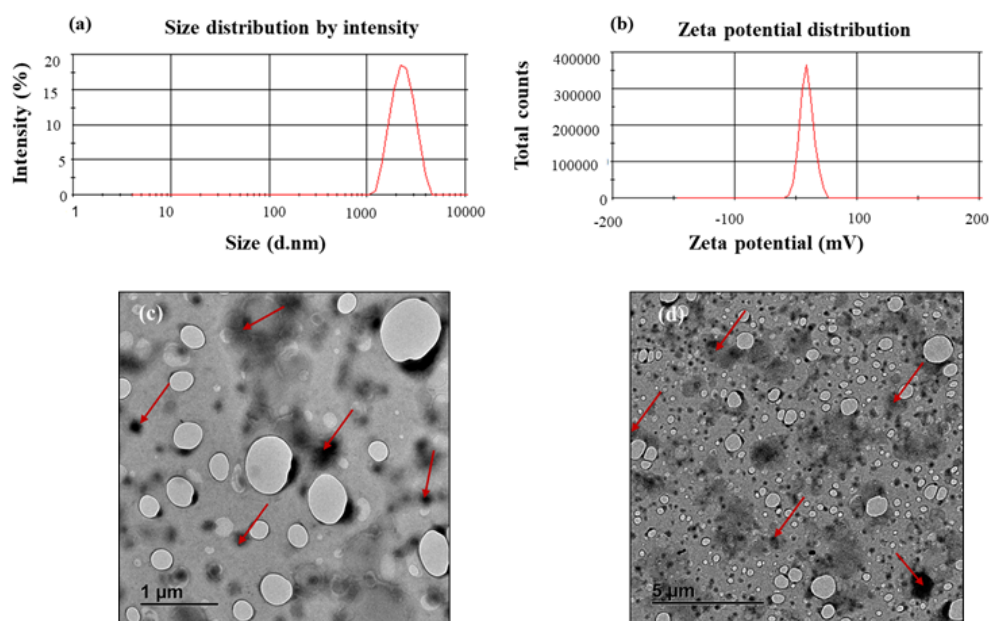 (a)
Size distribution by intensity
Intensity (%)
20
15
10
5
0
1
10
100
1000
10000
Size (d.nm)
(b)
Zeta potential distribution
Total counts
400000
300000
200000
100000
0
-200
-100
100
200
Zeta potential (mV)
(c)
1 µm
(d)
5 µm